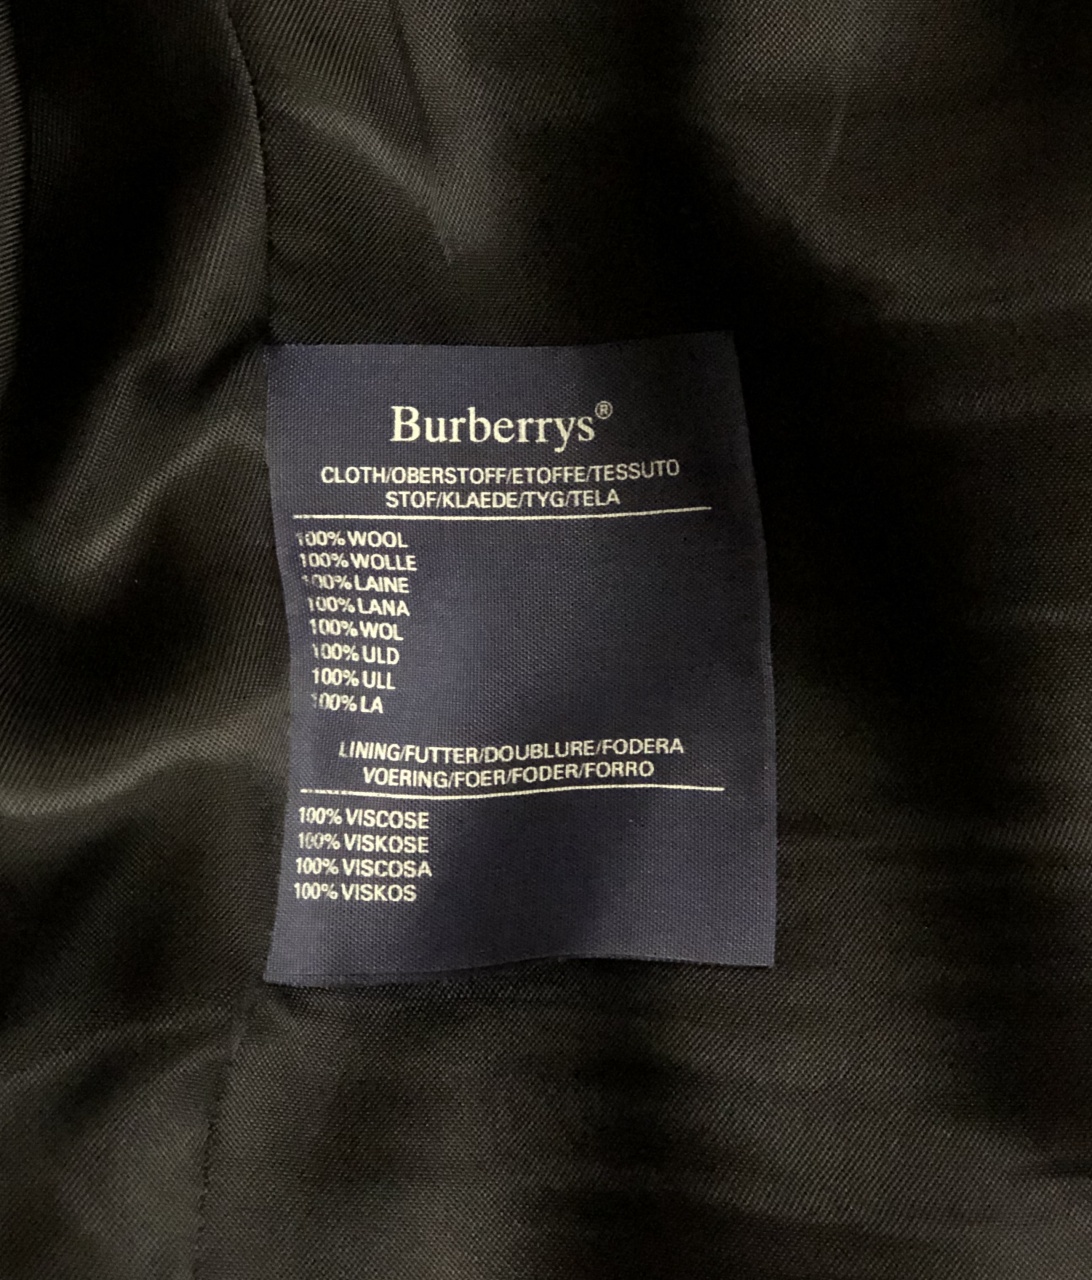 Burberrys®
CLOTH/OBERSTOFF/ETOFFE/TESSUTO
STOF/KLAEDE/TYG/TELA
100% WOOL
100% WOLLE
100% LAINE
100% LANA
100% WOL
100% ULD
100% ULL
100% LA
LINING/FUTTER/DOUBLURE/FODERA
VOERING/FOER/FODER/FORRO
100% VISCOSE
100% VISKOSE
100% VISCOSA
100% VISKOS